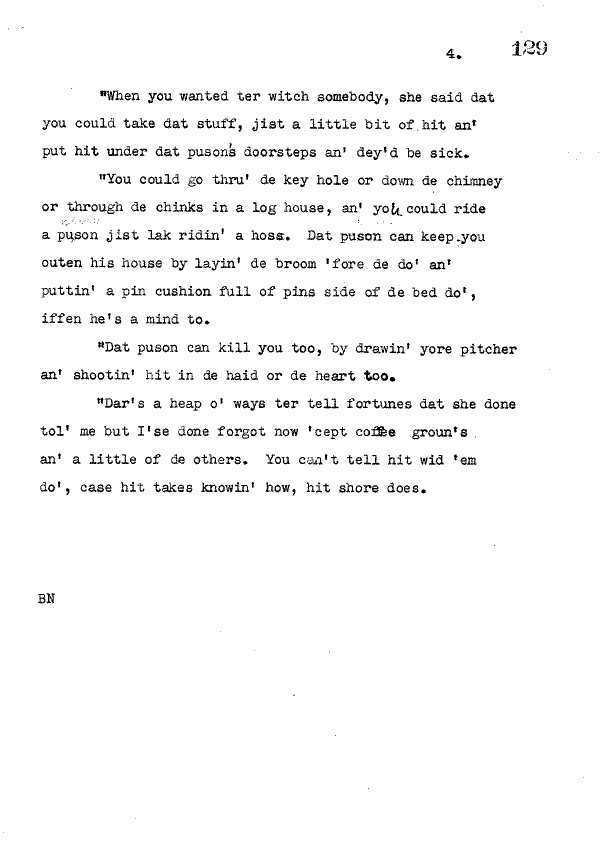 4. 129
"When you wanted ter witch somebody, she said dat
you could take dat stuff, jist a little bit of hit an'
put hit under dat puson's doorsteps an' dey'd be sick.
"You could go thru' de key hole or down de chimney
or through de chinks in a log house, an' you could ride
a puson jist lak ridin' a hoss. Dat puson can keep you
outen his house by layin' de broom 'fore de do' an'
puttin' a pin cushion full of pins side of de bed do',
iffen he's a mind to.
"Dat puson can kill you too, by drawin' yore pitcher
an' shootin' hit in de haid or de heart too.
"Dar's a heap o' ways ter tell fortunes dat she done
tol' me but I'se done forgot now 'cept coffee groun's
an' a little of de others. You can't tell hit wid 'em
do', case hit takes knowin' how, hit shore does.
BN